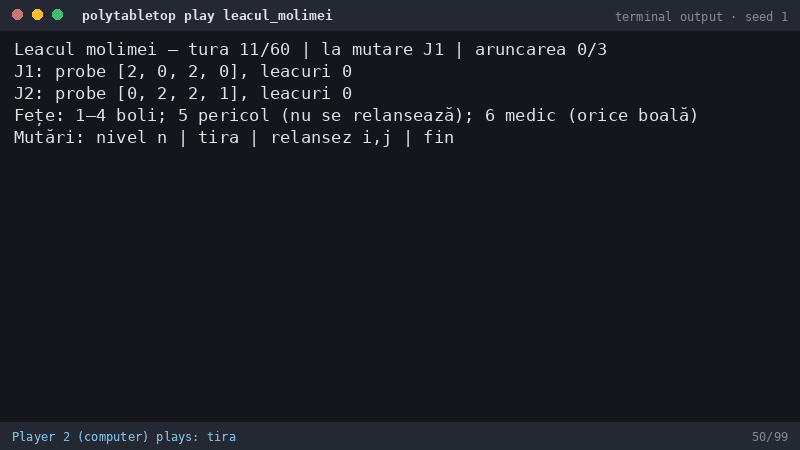 polytabletop play leacul_molimei
terminal output · seed 1
Leacul molimei — tura 11/60 | la mutare J1 | aruncarea 0/3
J1: probe [2, 0, 2, 0], leacuri 0
J2: probe [0, 2, 2, 1], leacuri 0
Fețe: 1–4 boli; 5 pericol (nu se relansează); 6 medic (orice boală)
Mutări: nivel n | tira | relansez i,j | fin
Player 2 (computer) plays: tira
50/99